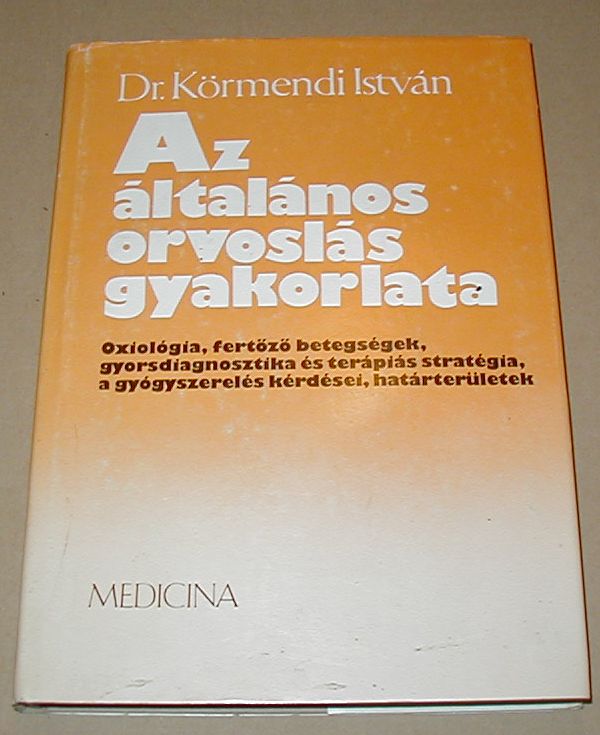 Dr. Körmendi István
Az
általános
orvoslás
gyakorlata
Oxiológia, fertőző betegségek,
gyorsdiagnosztika és terápiás stratégia,
a gyógyszerelés kérdései, határterületek
MEDICINA